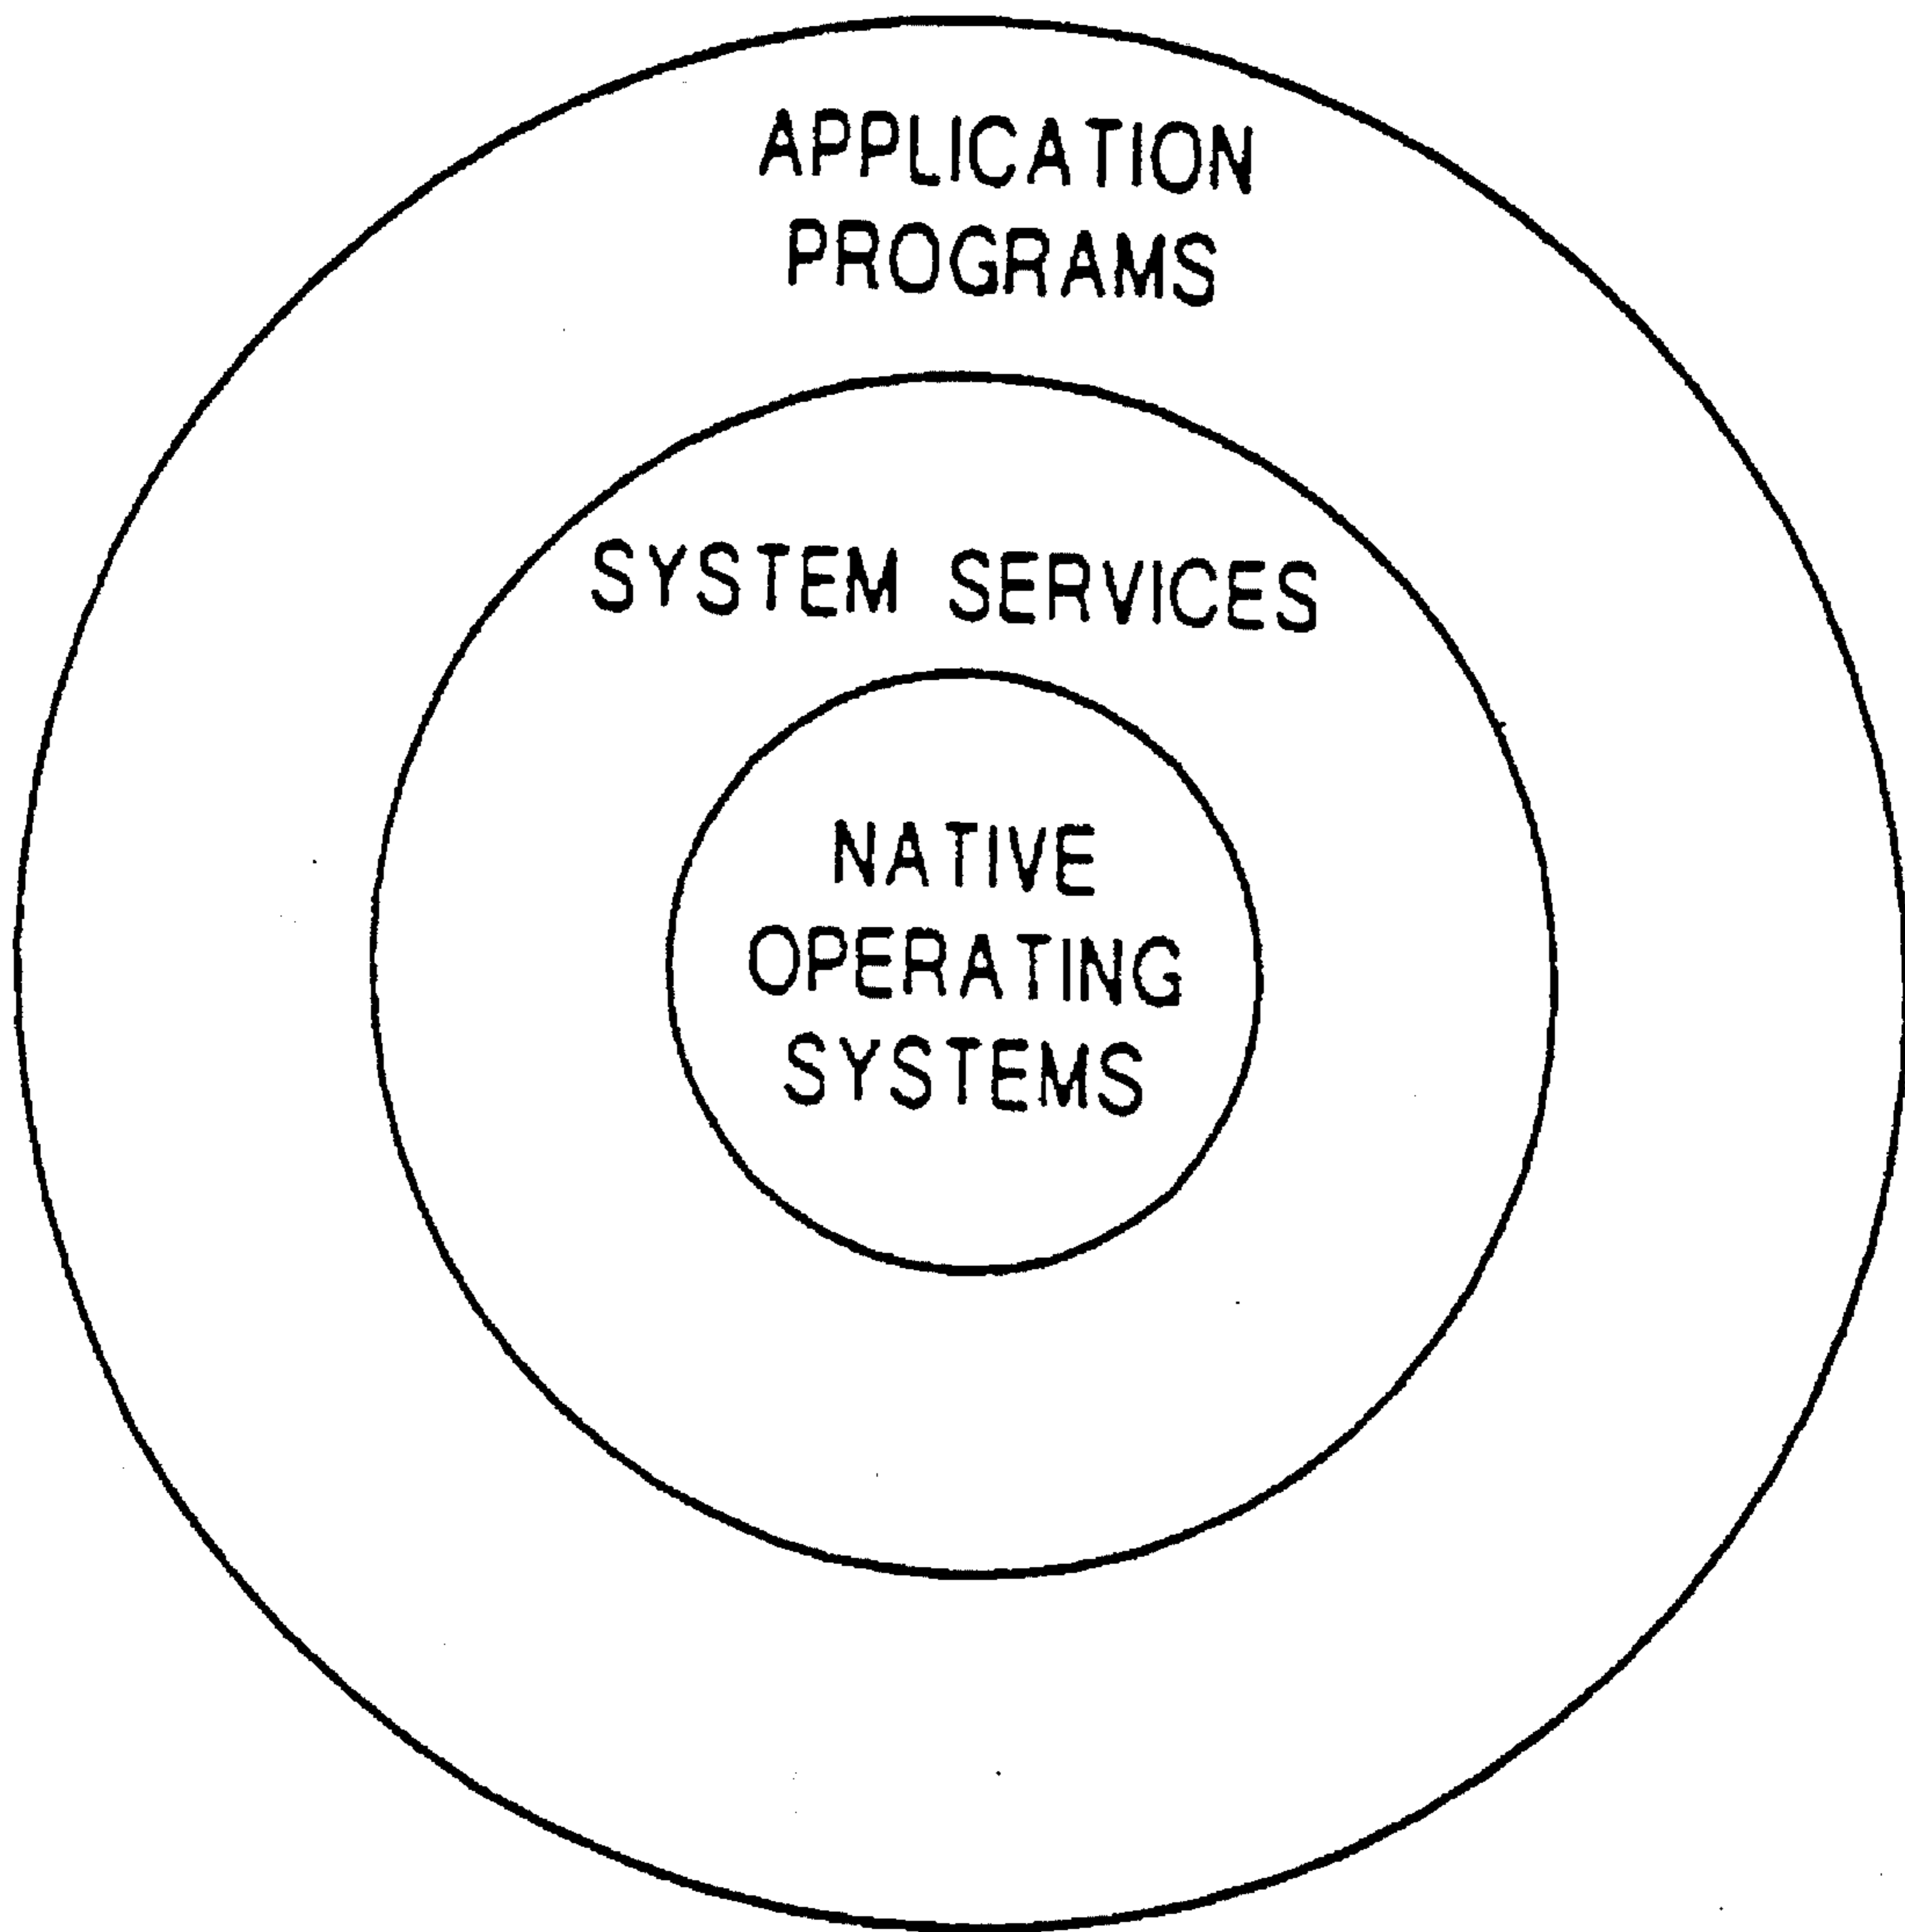 APPLICATION
PROGRAMS
SYSTEM SERVICES
NATIVE
OPERATING
SYSTEMS